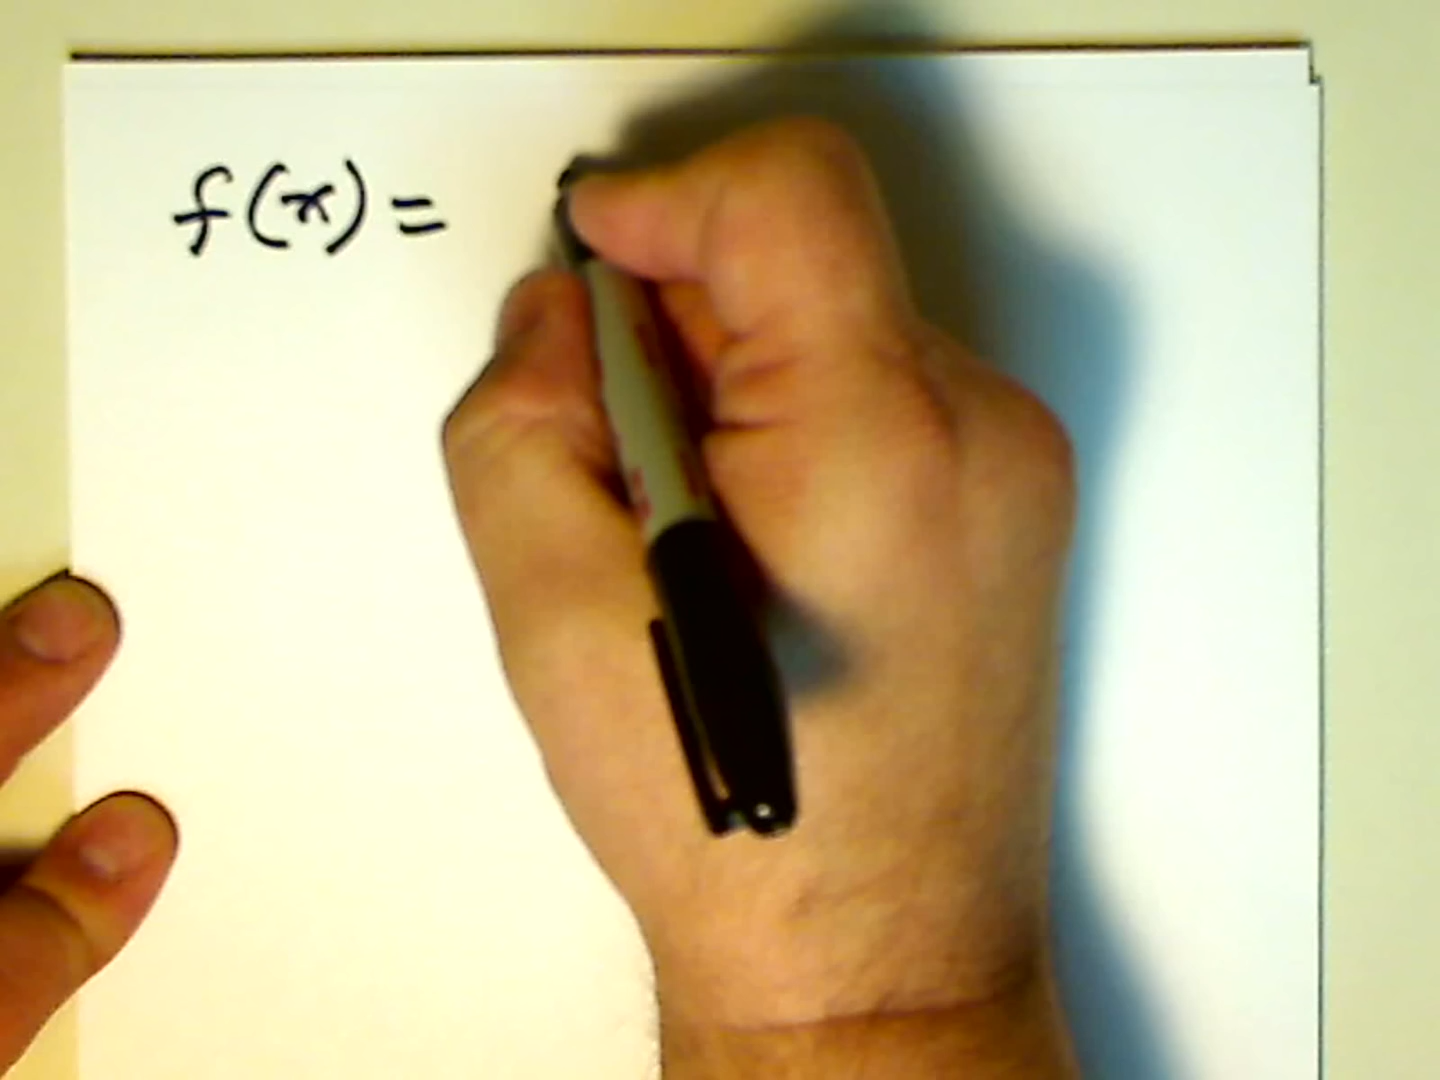 f(x) =